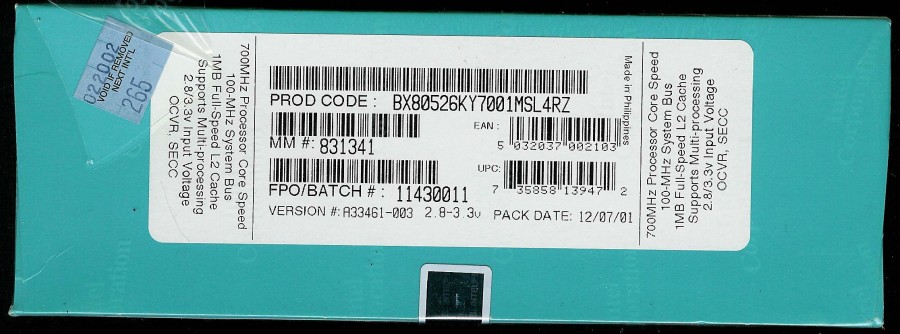 022002
VOID IF REMOVED
NEXT INT'L
265
700MHz Processor Core Speed
100-MHz System Bus
1MB Full-Speed L2 Cache
Supports Multi-processing
2.8/3.3v Input Voltage
OCVR, SECC
PROD CODE: BX80526KY7001MSL4RZ
MM #: 831341
EAN:
5 032037 002103
UPC:
7 35858 13947 2
FPO/BATCH #: 11430011
VERSION #: A33461-003 2.8-3.3v PACK DATE: 12/07/01
Made in Philippines
700MHz Processor Core Speed
100-MHz System Bus
1MB Full-Speed L2 Cache
Supports Multi-processing
2.8/3.3v Input Voltage
OCVR, SECC